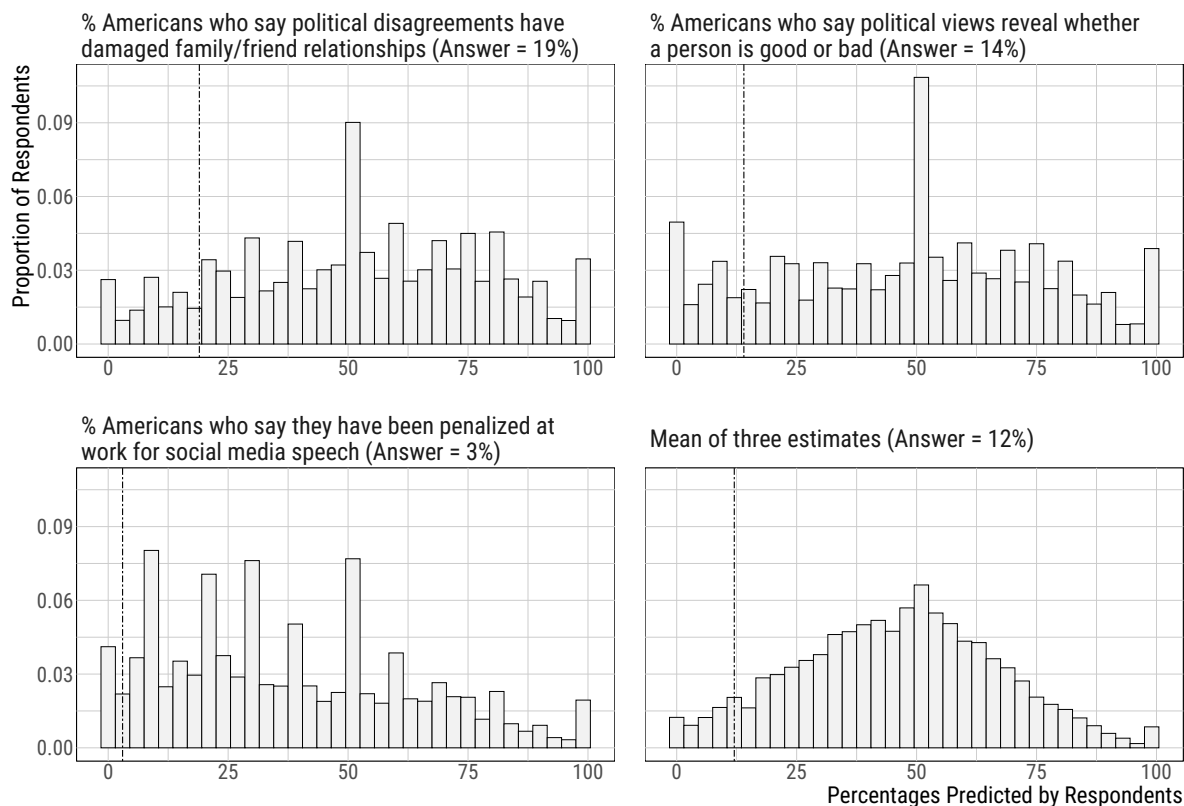 % Americans who say political disagreements have
damaged family/friend relationships (Answer = 19%)
% Americans who say political views reveal whether
a person is good or bad (Answer = 14%)
Proportion of Respondents
0.09
0.06
0.03
0.00
0 25 50 75 100
0 25 50 75 100
% Americans who say they have been penalized at
work for social media speech (Answer = 3%)
Mean of three estimates (Answer = 12%)
0.09
0.06
0.03
0.00
0 25 50 75 100
0 25 50 75 100
Percentages Predicted by Respondents